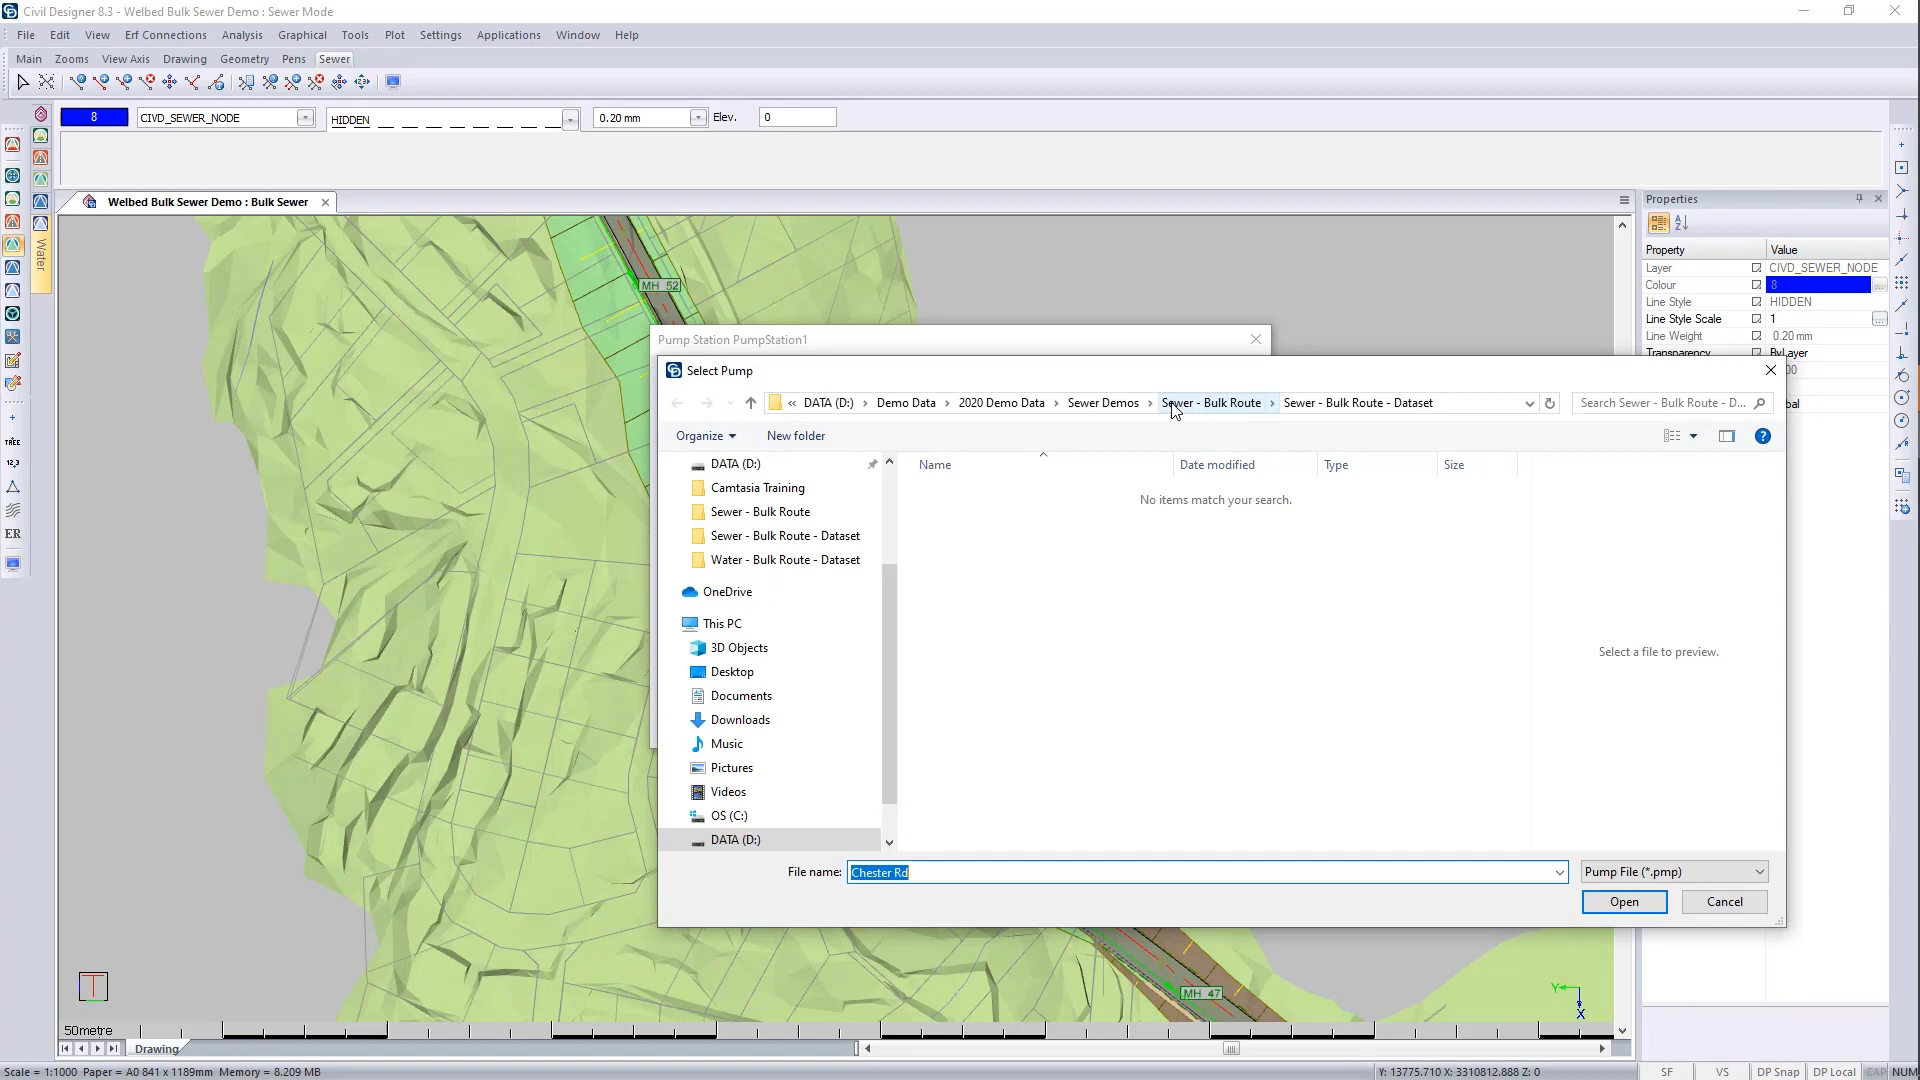 Civil Designer 8.3 - Welbed Bulk Sewer Demo : Sewer Mode
File Edit View Erf Connections Analysis Graphical Tools Plot Settings Applications Window Help
Main Zooms View Axis Drawing Geometry Pens Sewer
8 CIVD_SEWER_NODE HIDDEN 0.20 mm Elev. 0
Welbed Bulk Sewer Demo : Bulk Sewer
Water
TREE
12.3
ER
MH 52
Pump Station PumpStation1
Select Pump
« DATA (D:) › Demo Data › 2020 Demo Data › Sewer Demos › Sewer - Bulk Route › Sewer - Bulk Route - Dataset
Search Sewer - Bulk Route - D...
Organize New folder
Name Date modified Type Size
No items match your search.
Select a file to preview.
DATA (D:)
Camtasia Training
Sewer - Bulk Route
Sewer - Bulk Route - Dataset
Water - Bulk Route - Dataset
OneDrive
This PC
3D Objects
Desktop
Documents
Downloads
Music
Pictures
Videos
OS (C:)
DATA (D:)
File name: Chester Rd Pump File (*.pmp)
Open Cancel
Properties
Property Value
Layer CIVD_SEWER_NODE
Colour 8
Line Style HIDDEN
Line Style Scale 1
Line Weight 0.20 mm
Transparency ByLayer
00
bal
MH 47
Y
X
50metre
Drawing
Scale = 1:1000 Paper = A0 841 x 1189mm Memory = 8.209 MB
Y: 13775.710 X: 3310812.888 Z: 0
SF VS DP Snap DP Local CAP NUM